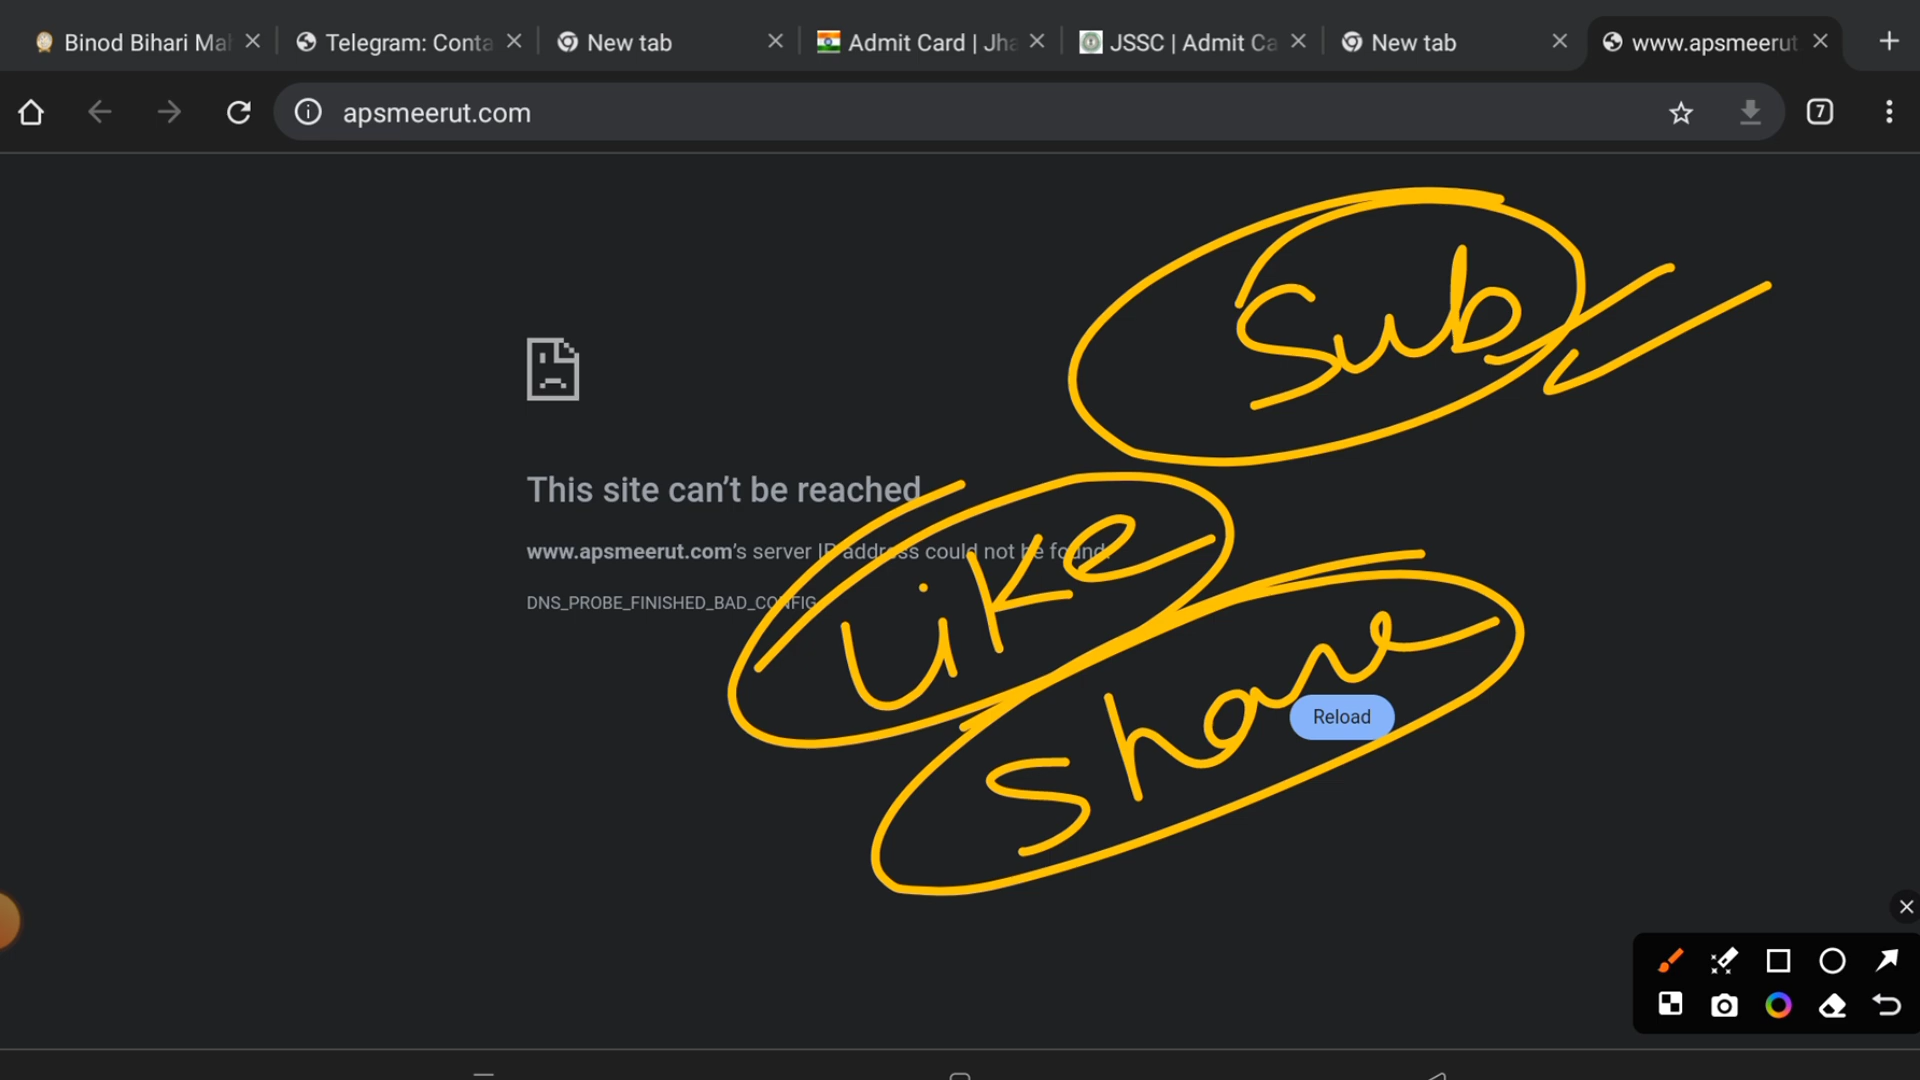 Binod Bihari Mah
Telegram: Conta
New tab
Admit Card | Jha
JSSC | Admit Ca
New tab
www.apsmeerut
apsmeerut.com
7
Sub
This site can’t be reached
www.apsmeerut.com’s server IP address could not be found.
DNS_PROBE_FINISHED_BAD_CONFIG
Like
Share
Reload